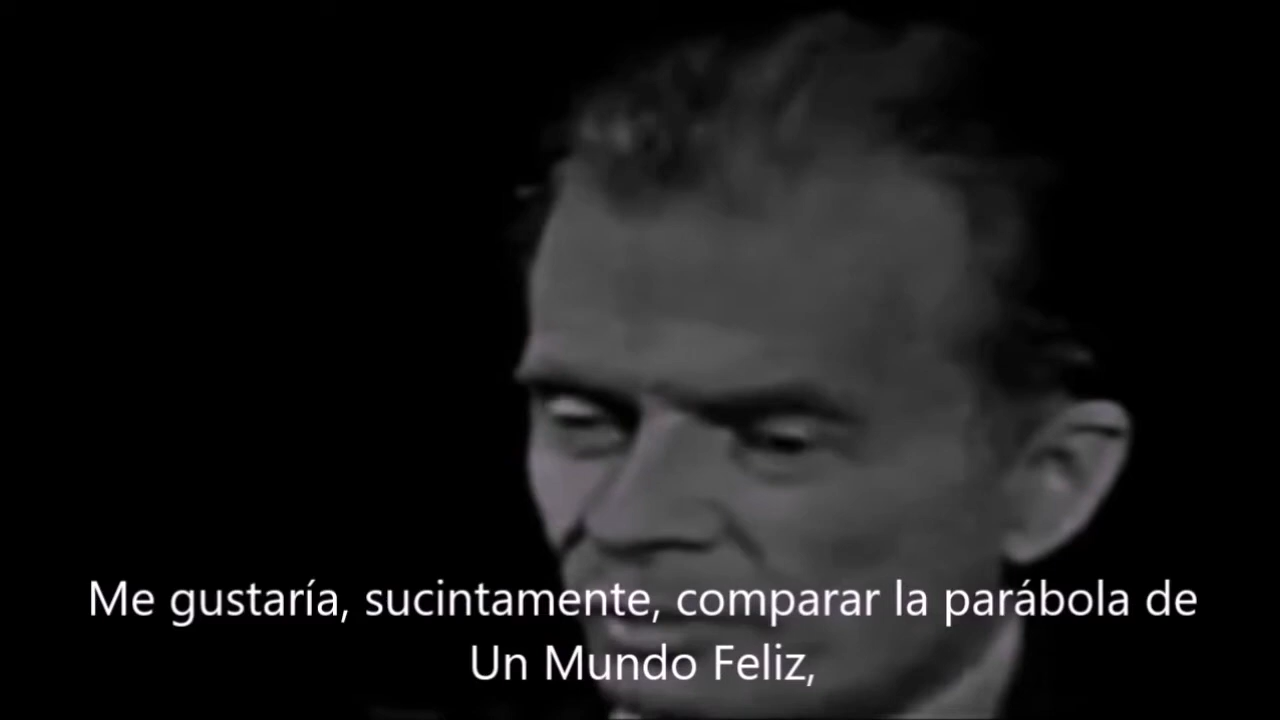 Me gustaría, sucintamente, comparar la parábola de
Un Mundo Feliz,